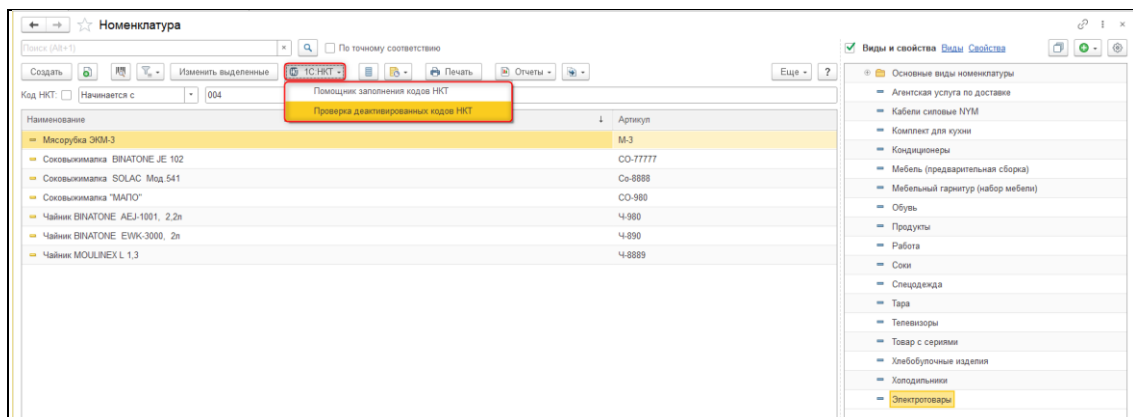 Номенклатура
Поиск (Alt+1) × По точному соответствию
Виды и свойства Виды Свойства
Создать Изменить выделенные 1С:НКТ Печать Отчеты Еще ?
Помощник заполнения кодов НКТ
Проверка деактивированных кодов НКТ
Код НКТ: Начинается с 004
Наименование ↓ Артикул
Мясорубка ЭКМ-3 М-3
Соковыжималка BINATONE JE 102 СО-77777
Соковыжималка SOLAC Мод.541 Со-8888
Соковыжималка "МАПО" СО-980
Чайник BINATONE AEJ-1001, 2,2л Ч-980
Чайник BINATONE EWK-3000, 2л Ч-890
Чайник MOULINEX L 1,3 Ч-8889
Основные виды номенклатуры
Агентская услуга по доставке
Кабели силовые NYM
Комплект для кухни
Кондиционеры
Мебель (предварительная сборка)
Мебельный гарнитур (набор мебели)
Обувь
Продукты
Работа
Соки
Спецодежда
Тара
Телевизоры
Товар с сериями
Хлебобулочные изделия
Холодильники
Электротовары